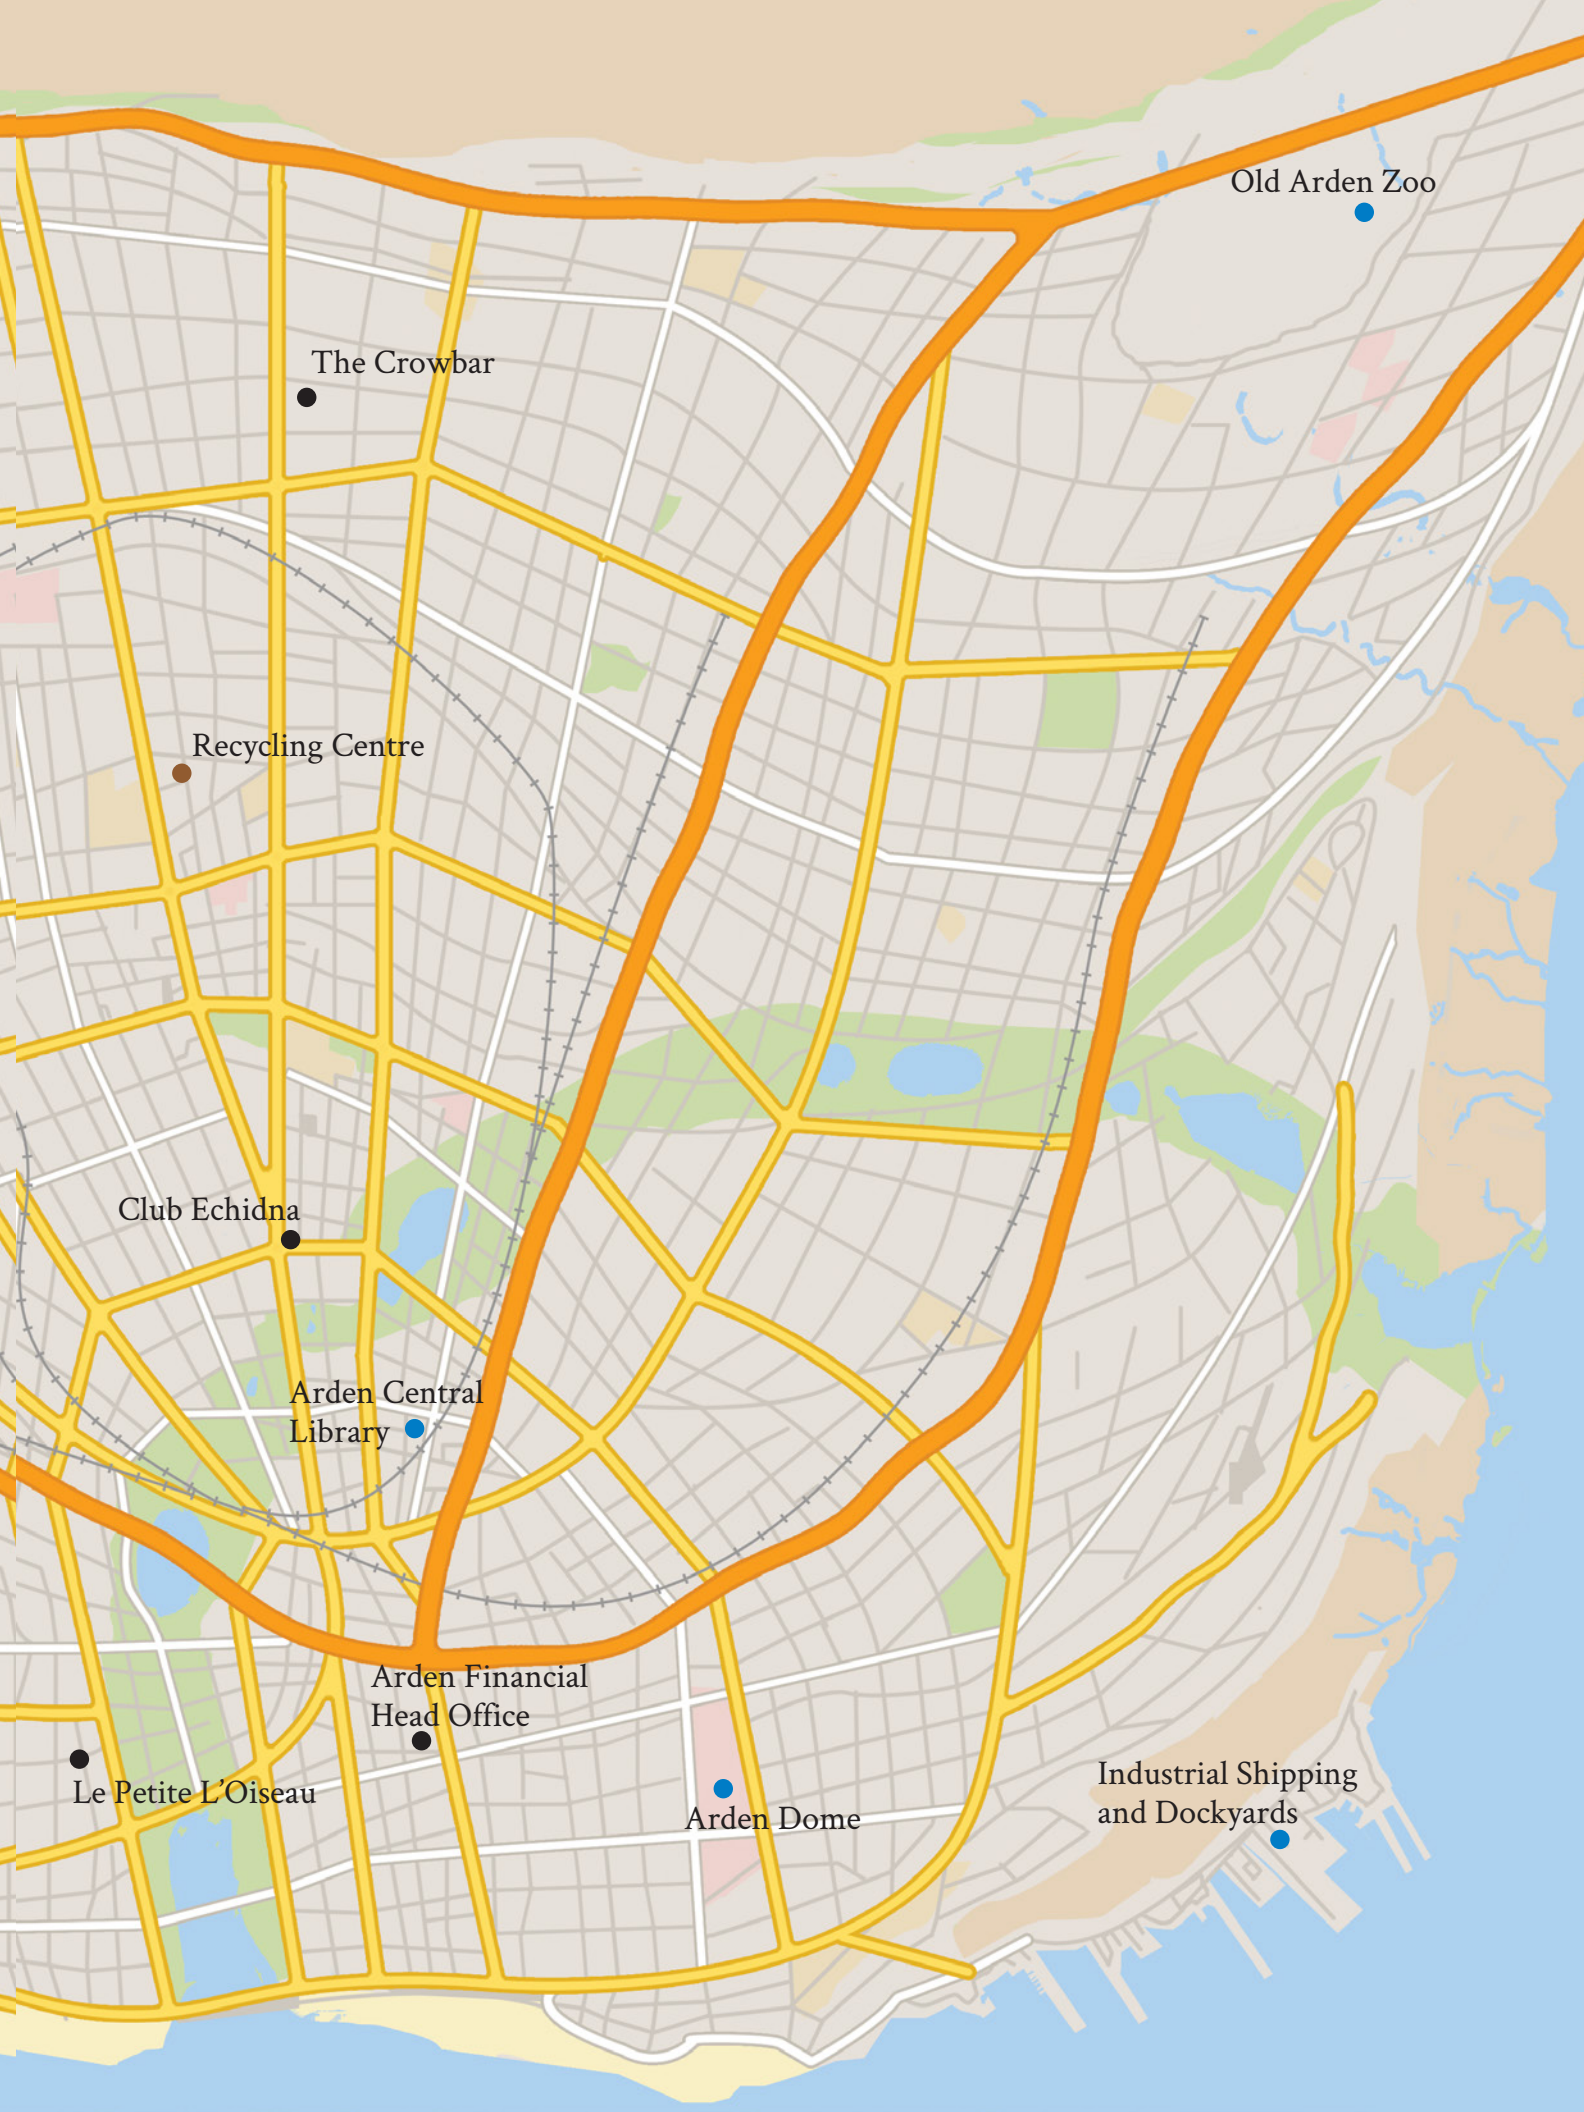 Old Arden Zoo
The Crowbar
Recycling Centre
Club Echidna
Arden Central
Library
Arden Financial
Head Office
Le Petite L’Oiseau
Arden Dome
Industrial Shipping
and Dockyards